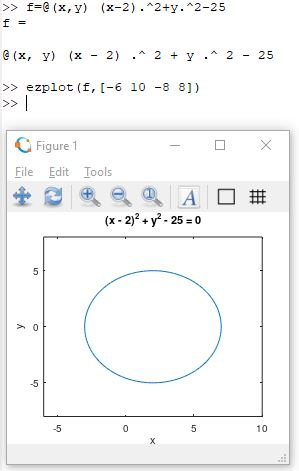 >> f=@(x,y) (x-2).^2+y.^2-25
f =

@(x, y) (x - 2) .^ 2 + y .^ 2 - 25

>> ezplot(f,[-6 10 -8 8])
>>
Figure 1
File Edit Tools
A
(x - 2)² + y² - 25 = 0
5
y
0
-5
-5 0 5 10
x